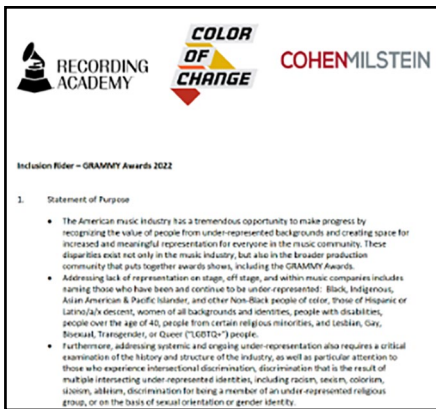 RECORDING
ACADEMY
COLOR
OF
CHANGE
COHENMILSTEIN
Inclusion Rider – GRAMMY Awards 2022
1. Statement of Purpose
• The American music industry has a tremendous opportunity to make progress by
recognizing the value of people from under-represented backgrounds and creating space for
increased and meaningful representation for everyone in the music community. These
disparities exist not only in the music industry, but also in the broader production
community that puts together awards shows, including the GRAMMY Awards.
• Addressing lack of representation on stage, off stage, and within music companies includes
naming those who have been and continue to be under-represented: Black, Indigenous,
Asian American & Pacific Islander, and other Non-Black people of color, those of Hispanic or
Latino/a/x descent, women of all backgrounds and identities, people with disabilities,
people over the age of 40, people from certain religious minorities, and Lesbian, Gay,
Bisexual, Transgender, or Queer ("LGBTQ+") people.
• Furthermore, addressing systemic and ongoing under-representation also requires a critical
examination of the history and structure of the industry, as well as particular attention to
those who experience intersectional discrimination, discrimination that is the result of
multiple intersecting under-represented identities, including racism, sexism, colorism,
sizeism, ableism, discrimination for being a member of an under-represented religious
group, or on the basis of sexual orientation or gender identity.